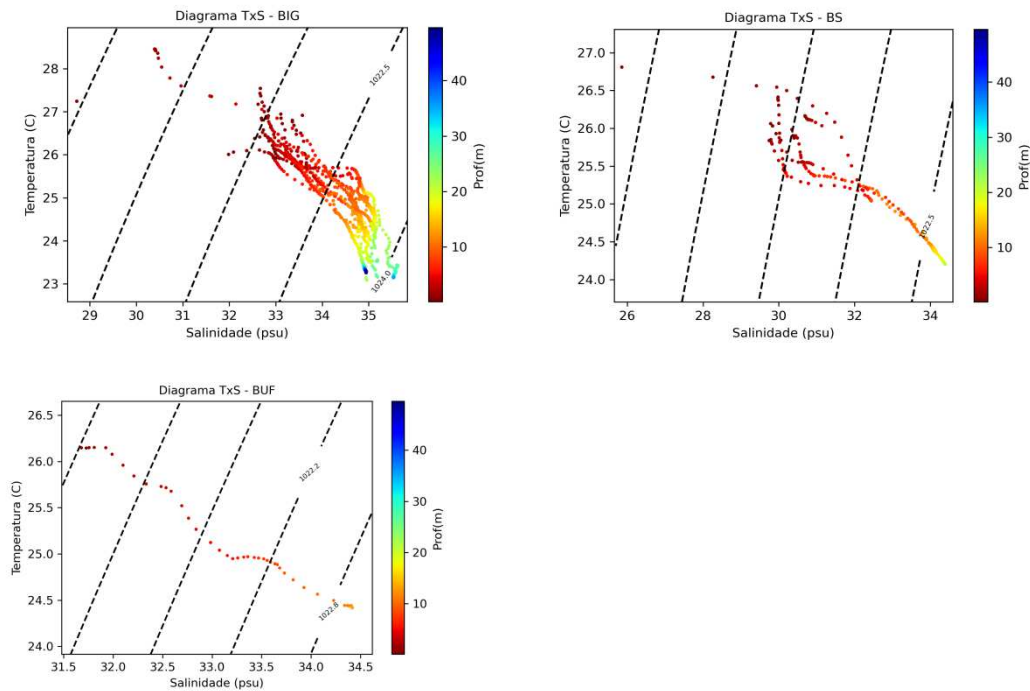 Diagrama TxS - BIG
Temperatura (C)
28
27
26
25
24
23
29 30 31 32 33 34 35
Salinidade (psu)
1022.5
1024.0
40
30
20
10
Prof(m)
Diagrama TxS - BS
Temperatura (C)
27.0
26.5
26.0
25.5
25.0
24.5
24.0
26 28 30 32 34
Salinidade (psu)
1022.5
40
30
20
10
Prof(m)
Diagrama TxS - BUF
Temperatura (C)
26.5
26.0
25.5
25.0
24.5
24.0
31.5 32.0 32.5 33.0 33.5 34.0 34.5
Salinidade (psu)
1022.2
1022.8
40
30
20
10
Prof(m)